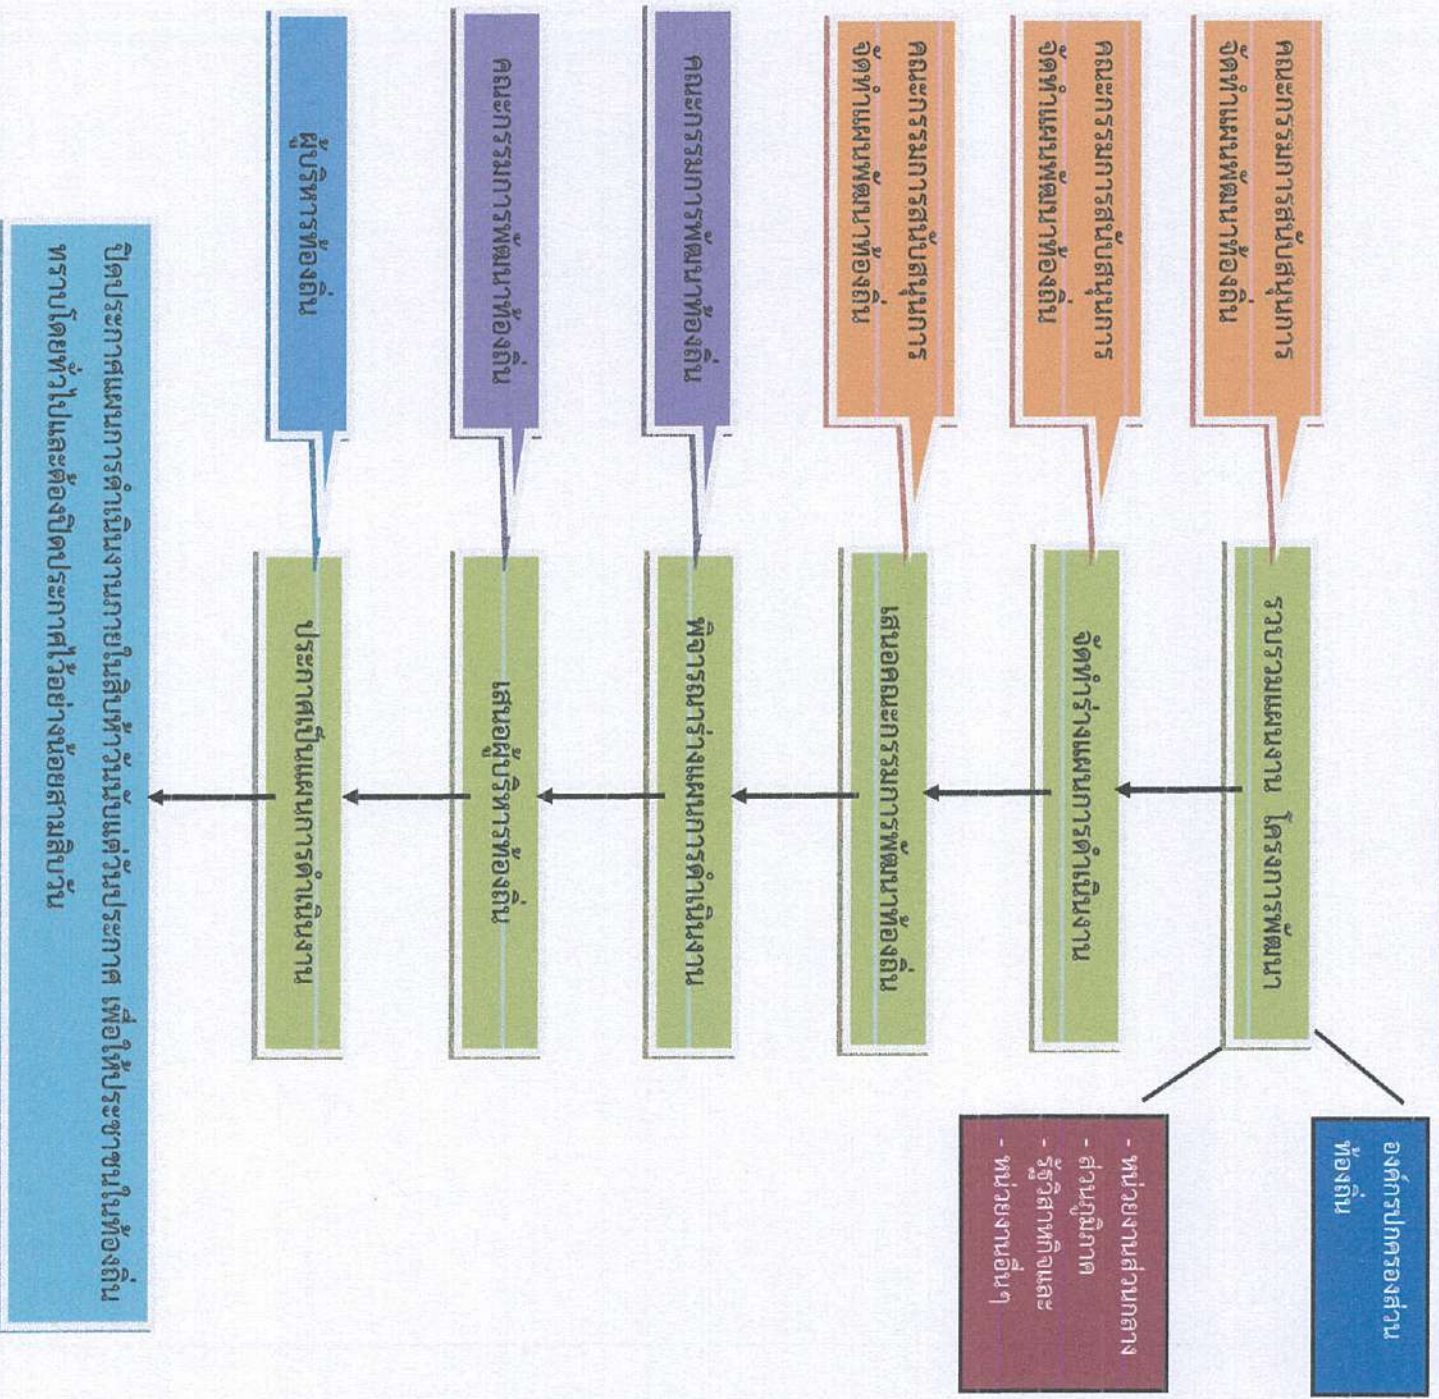 คณะกรรมการสนับสนุนการ
จัดทำแผนพัฒนาท้องถิ่น
รวบรวมแผนงาน โครงการพัฒนา
องค์กรปกครองส่วน
ท้องถิ่น
- หน่วยงานส่วนกลาง
- ส่วนภูมิภาค
- รัฐวิสาหกิจและ
- หน่วยงานอื่นๆ
คณะกรรมการสนับสนุนการ
จัดทำแผนพัฒนาท้องถิ่น
จัดทำร่างแผนการดำเนินงาน
คณะกรรมการสนับสนุนการ
จัดทำแผนพัฒนาท้องถิ่น
เสนอคณะกรรมการพัฒนาท้องถิ่น
คณะกรรมการพัฒนาท้องถิ่น
พิจารณาร่างแผนการดำเนินงาน
คณะกรรมการพัฒนาท้องถิ่น
เสนอผู้บริหารท้องถิ่น
ผู้บริหารท้องถิ่น
ประกาศเป็นแผนการดำเนินงาน
ปิดประกาศแผนการดำเนินงานภายในสิบห้าวันนับแต่วันประกาศ เพื่อให้ประชาชนในท้องถิ่น
ทราบโดยทั่วไปและต้องปิดประกาศไว้อย่างน้อยสามสิบวัน